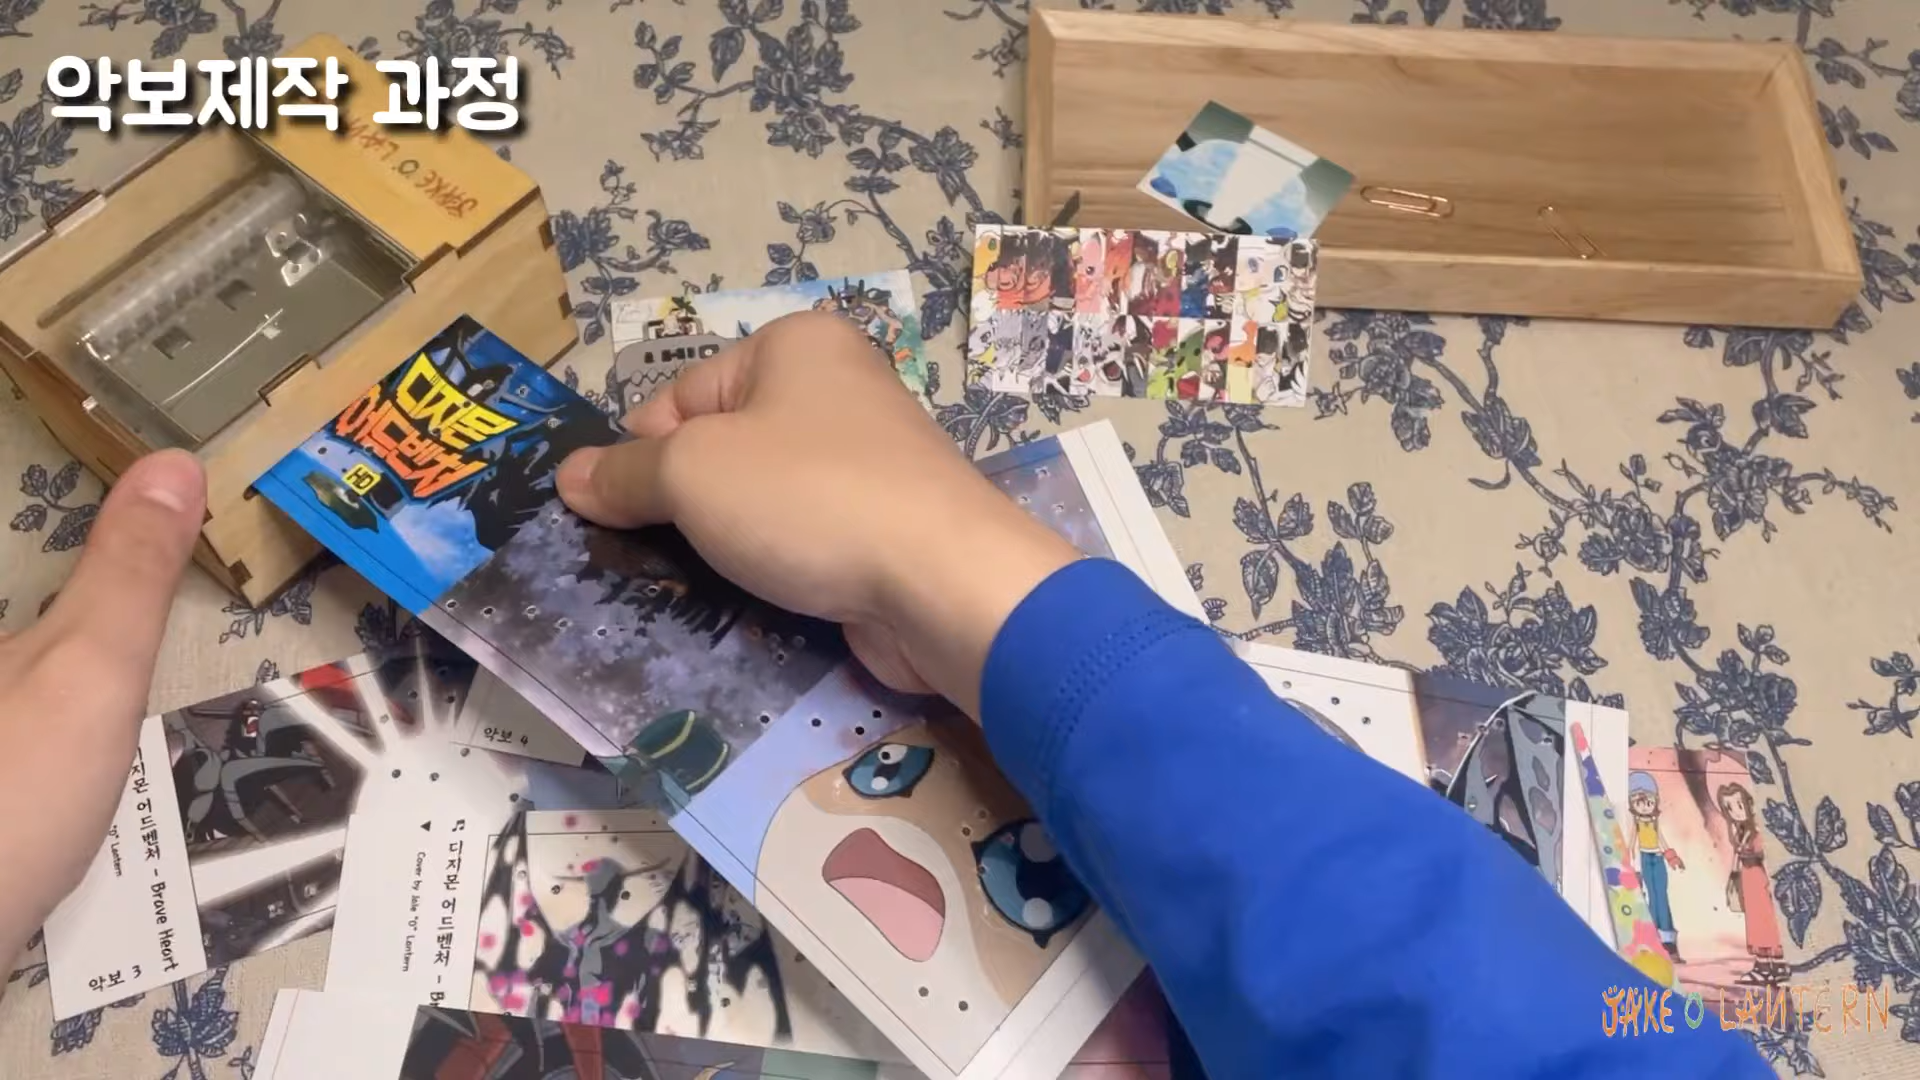 악보제작 과정
JAKE O LANTERN
디지몬
어드벤처
HD
악보 4
디지몬 어드벤처 - Brave Heart
"O" Lantern
악보 3
♬ 디지몬 어드벤처 - Br
◀ Cover by Jake "O" Lantern
JAKE O LANTERN